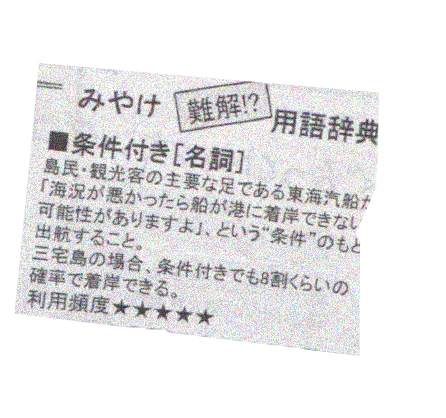 みやけ 難解!? 用語辞典
■条件付き[名詞]
島民・観光客の主要な足である東海汽船が
「海況が悪かったら船が港に着岸できない
可能性がありますよ」、という“条件”のもと
出航すること。
三宅島の場合、条件付きでも8割くらいの
確率で着岸できる。
利用頻度★★★★★